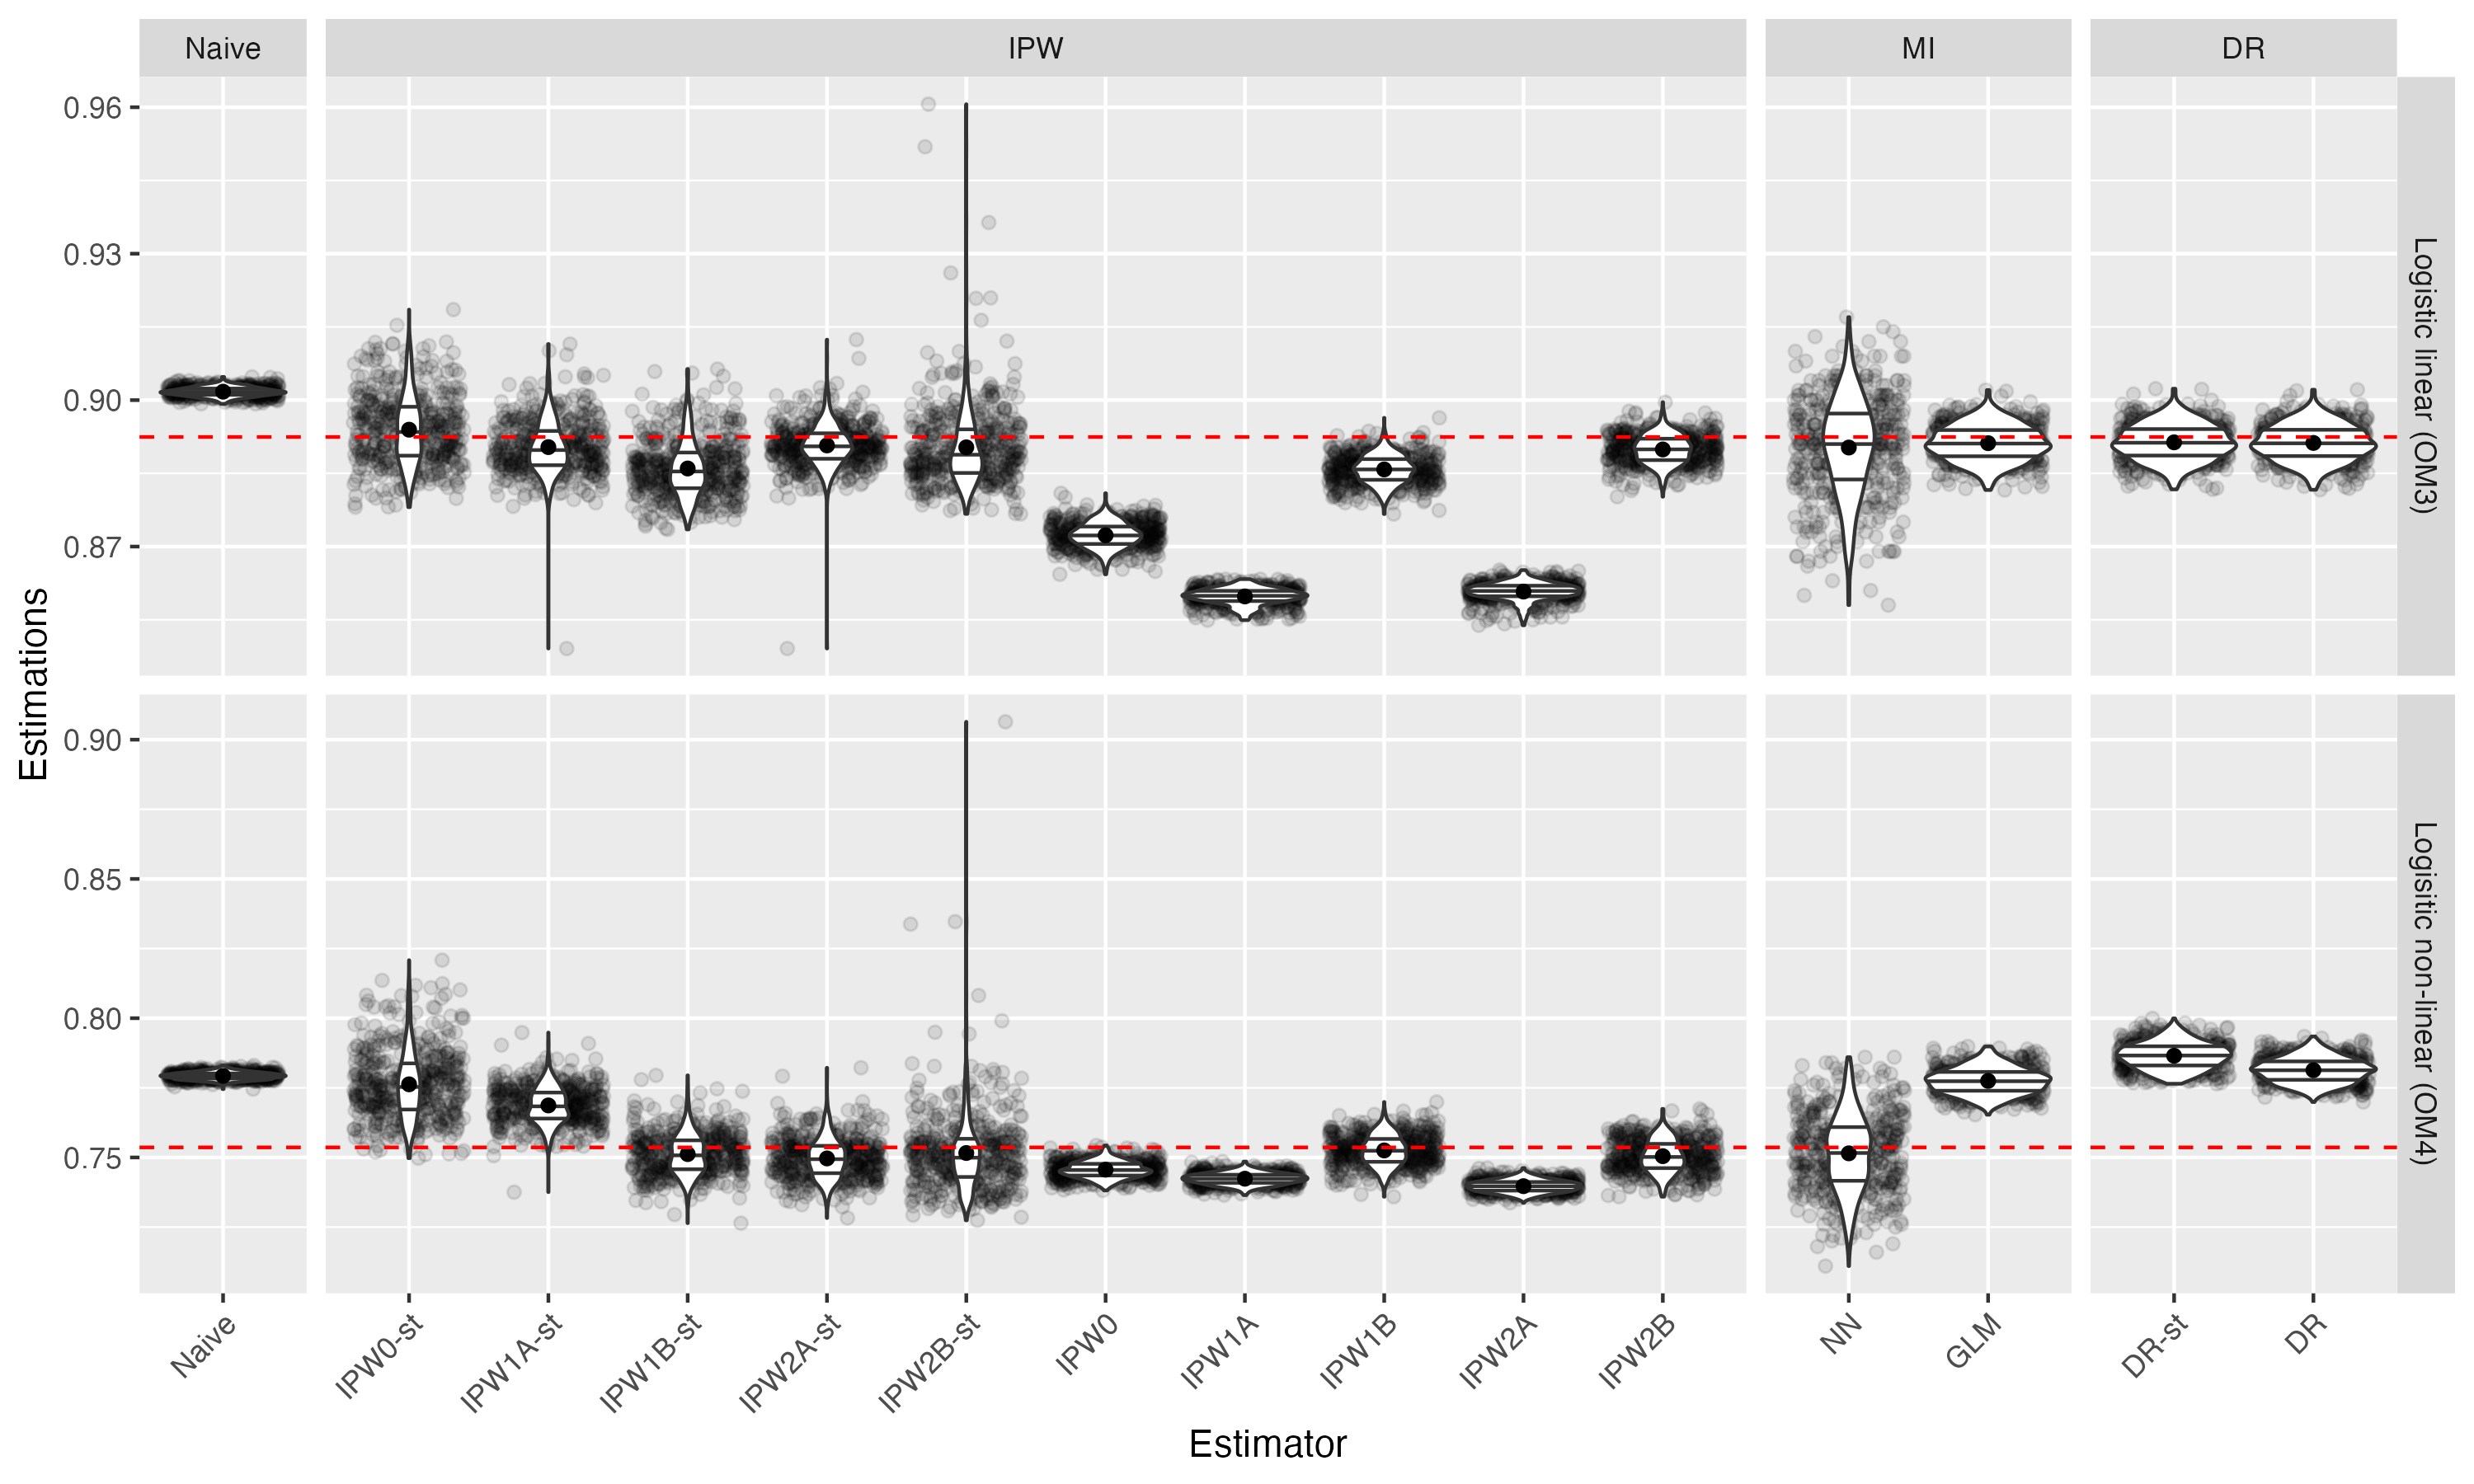 Naive
IPW
MI
DR
Estimations
0.96
0.93
0.90
0.87
Logistic linear (OM3)
0.90
0.85
0.80
0.75
Logisitic non-linear (OM4)
Naive
IPW0-st
IPW1A-st
IPW1B-st
IPW2A-st
IPW2B-st
IPW0
IPW1A
IPW1B
IPW2A
IPW2B
NN
GLM
DR-st
DR
Estimator